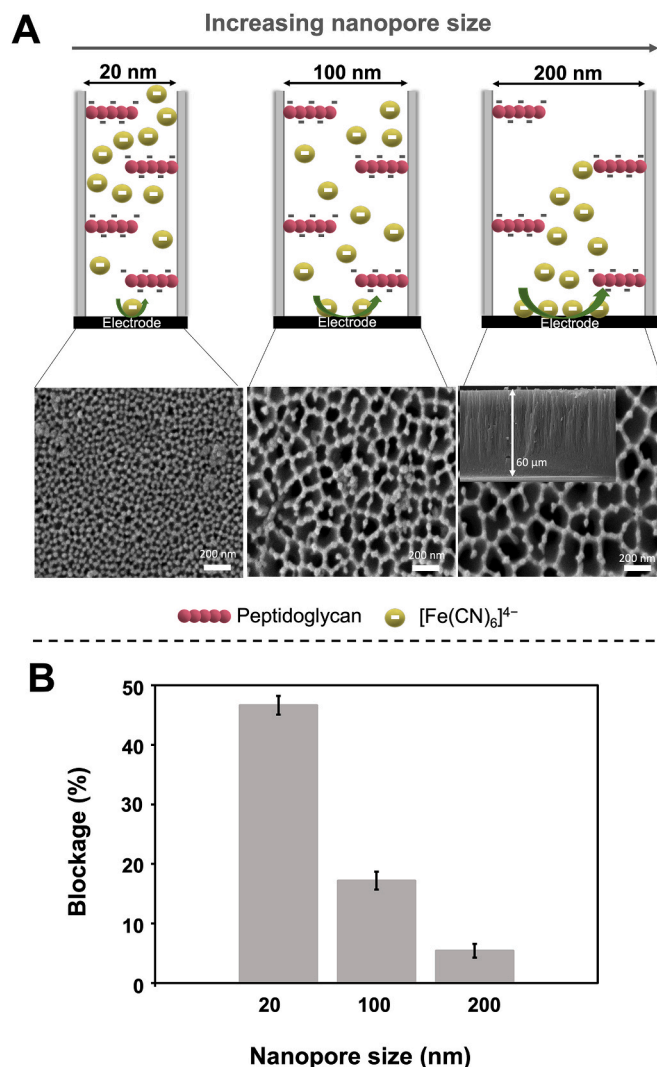 A
Increasing nanopore size
20 nm 100 nm 200 nm
Electrode Electrode Electrode
60 μm
200 nm 200 nm 200 nm
Peptidoglycan [Fe(CN)₆]⁴⁻
B
50
40
30
20
10
0
Blockage (%)
20 100 200
Nanopore size (nm)